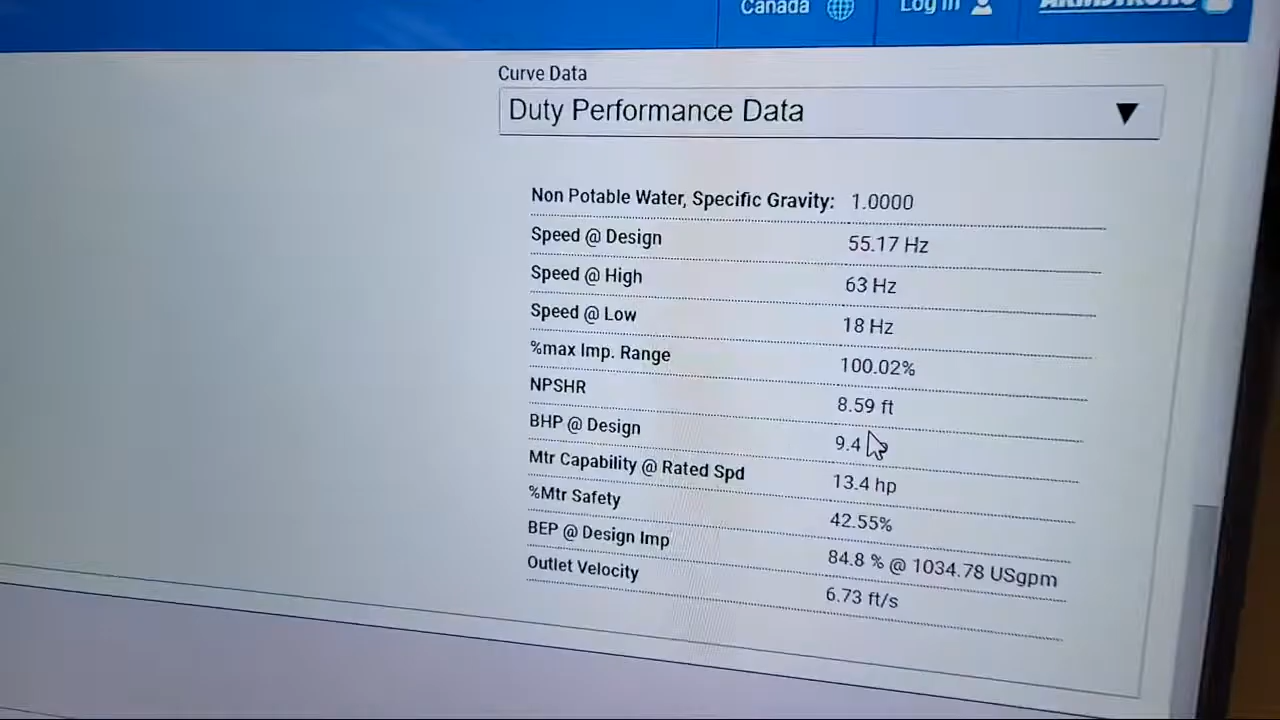 Canada
Log In
ARMSTRONG
Curve Data
Duty Performance Data
Non Potable Water, Specific Gravity: 1.0000
Speed @ Design 55.17 Hz
Speed @ High 63 Hz
Speed @ Low 18 Hz
%max Imp. Range 100.02%
NPSHR 8.59 ft
BHP @ Design 9.4
Mtr Capability @ Rated Spd 13.4 hp
%Mtr Safety 42.55%
BEP @ Design Imp 84.8 % @ 1034.78 USgpm
Outlet Velocity 6.73 ft/s